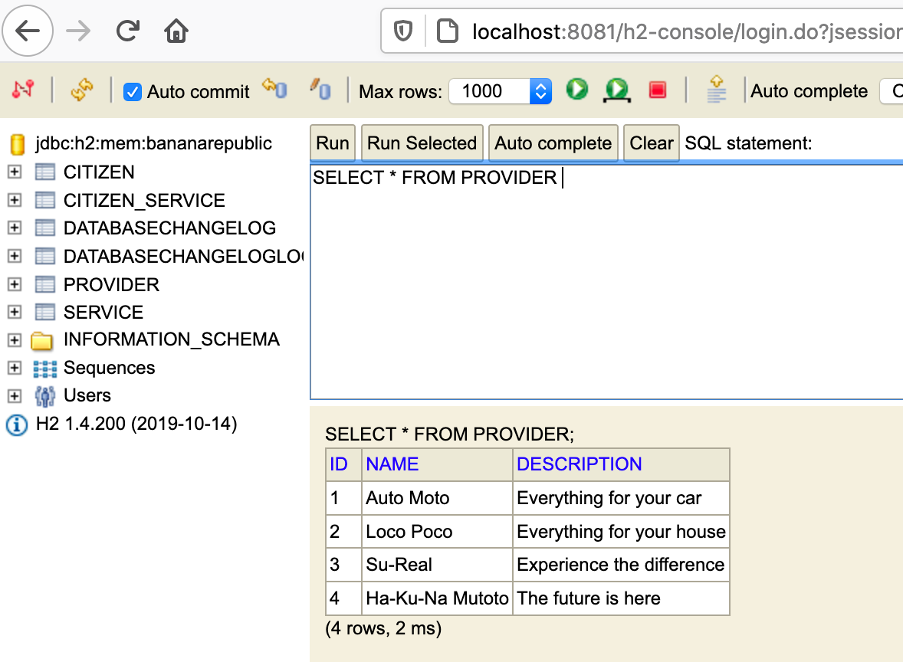 localhost:8081/h2-console/login.do?jsession
Auto commit
Max rows: 1000
Auto complete
jdbc:h2:mem:bananarepublic
CITIZEN
CITIZEN_SERVICE
DATABASECHANGELOG
DATABASECHANGELOGLO
PROVIDER
SERVICE
INFORMATION_SCHEMA
Sequences
Users
H2 1.4.200 (2019-10-14)
Run Run Selected Auto complete Clear SQL statement:
SELECT * FROM PROVIDER
SELECT * FROM PROVIDER;
ID NAME DESCRIPTION
1 Auto Moto Everything for your car
2 Loco Poco Everything for your house
3 Su-Real Experience the difference
4 Ha-Ku-Na Mutoto The future is here
(4 rows, 2 ms)